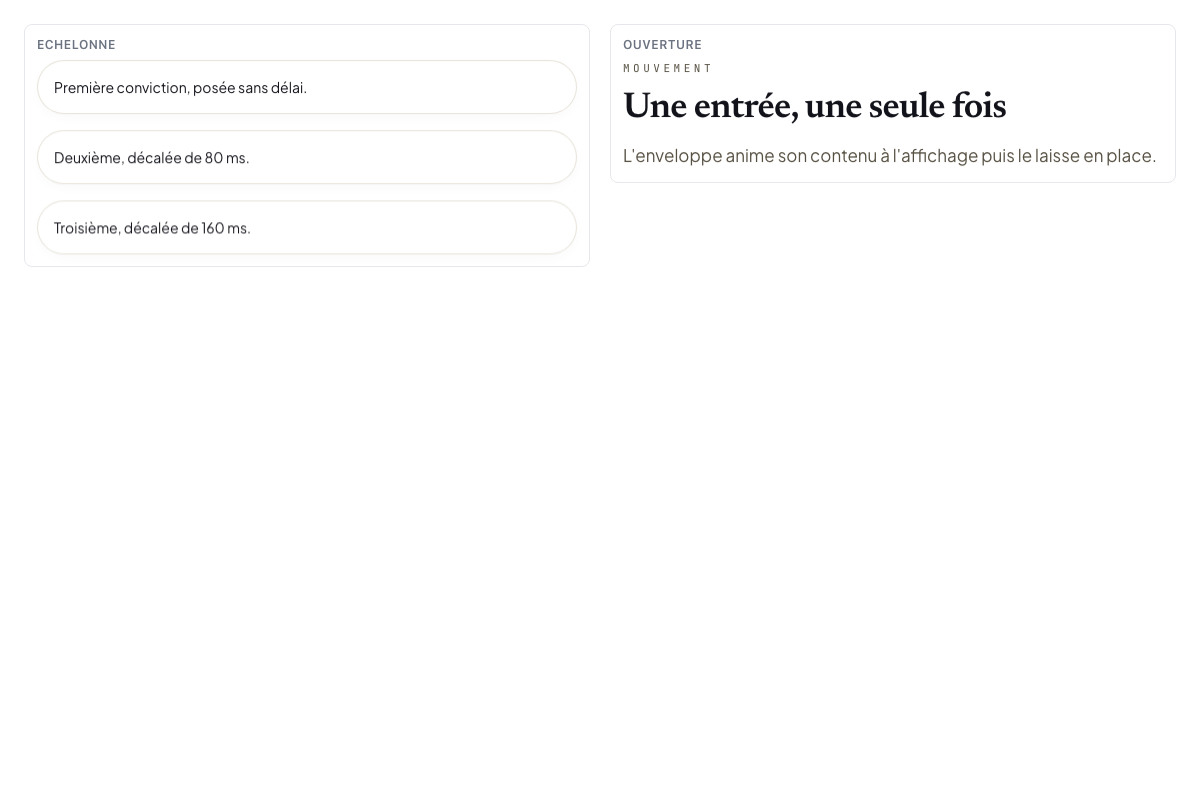 ECHELONNE
Première conviction, posée sans délai.
Deuxième, décalée de 80 ms.
Troisième, décalée de 160 ms.
OUVERTURE
MOUVEMENT
Une entrée, une seule fois
L'enveloppe anime son contenu à l'affichage puis le laisse en place.